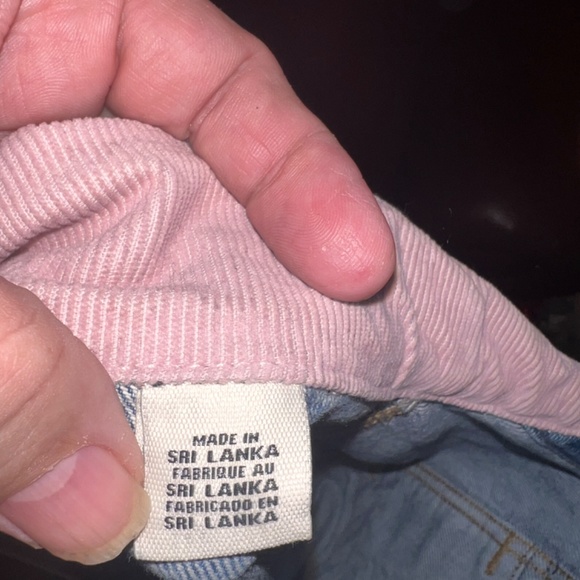 MADE IN
SRI LANKA
FABRIQUE AU
SRI LANKA
FABRICADO EN
SRI LANKA